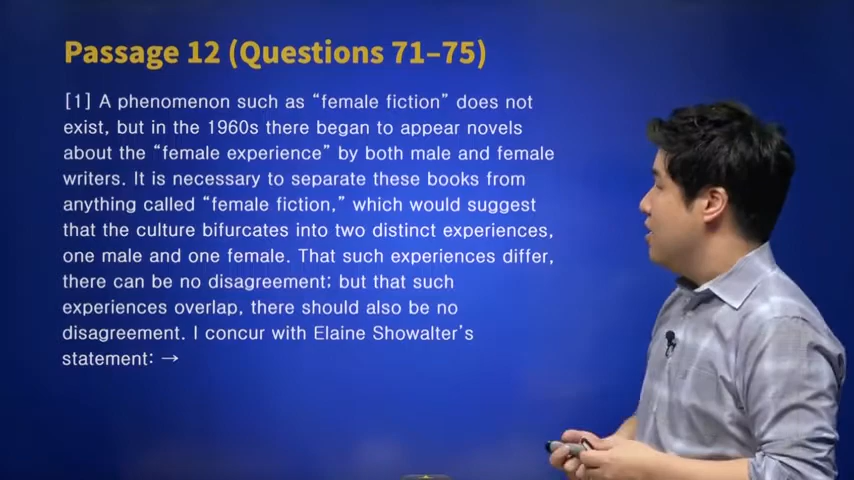 Passage 12 (Questions 71–75)
[1] A phenomenon such as “female fiction” does not
exist, but in the 1960s there began to appear novels
about the “female experience” by both male and female
writers. It is necessary to separate these books from
anything called “female fiction,” which would suggest
that the culture bifurcates into two distinct experiences,
one male and one female. That such experiences differ,
there can be no disagreement; but that such
experiences overlap, there should also be no
disagreement. I concur with Elaine Showalter’s
statement: →